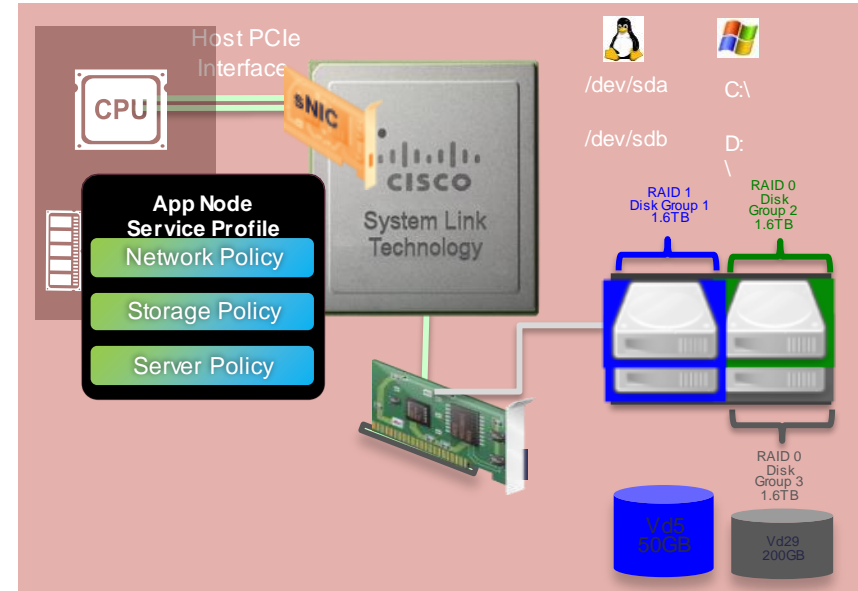 Host PCIe
Interface
CPU
sNIC
CISCO
System Link
Technology
App Node
Service Profile
Network Policy
Storage Policy
Server Policy
/dev/sda
C:\
/dev/sdb
D:
\
RAID 1
Disk Group 1
1.6TB
RAID 0
Disk
Group 2
1.6TB
RAID 0
Disk
Group 3
1.6TB
Vd5
50GB
Vd29
200GB